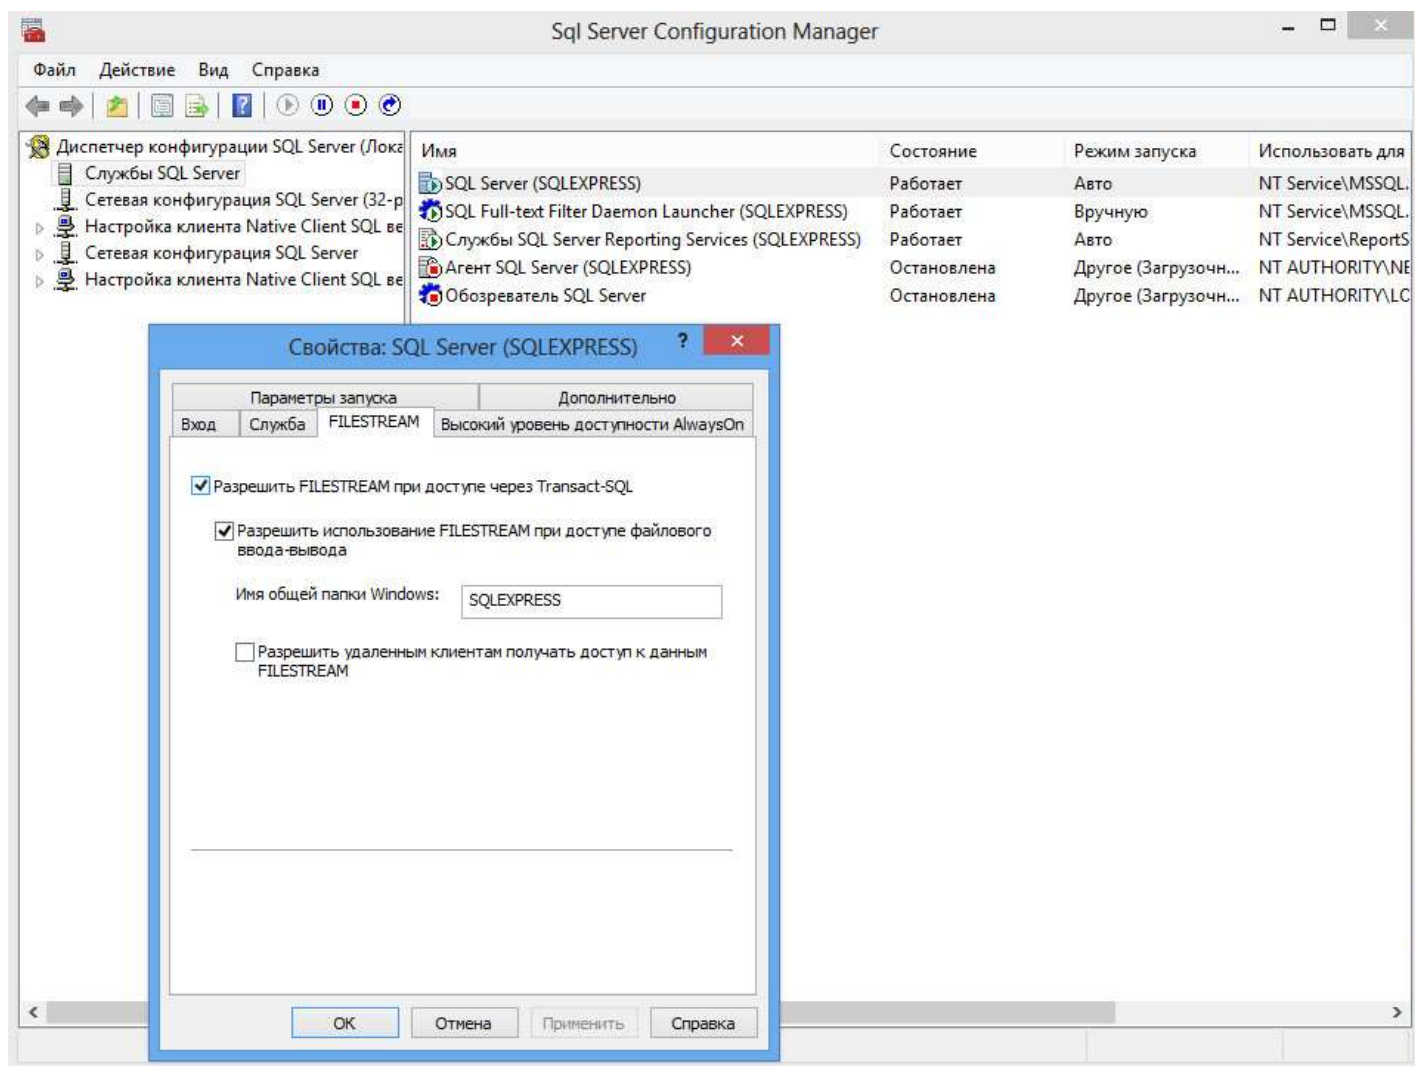 Sql Server Configuration Manager
Файл Действие Вид Справка
Диспетчер конфигурации SQL Server (Лока
Службы SQL Server
Сетевая конфигурация SQL Server (32-р
Настройка клиента Native Client SQL ве
Сетевая конфигурация SQL Server
Настройка клиента Native Client SQL ве
Имя Состояние Режим запуска Использовать для
SQL Server (SQLEXPRESS) Работает Авто NT Service\MSSQL.
SQL Full-text Filter Daemon Launcher (SQLEXPRESS) Работает Вручную NT Service\MSSQL.
Службы SQL Server Reporting Services (SQLEXPRESS) Работает Авто NT Service\ReportS
Агент SQL Server (SQLEXPRESS) Остановлена Другое (Загрузочн... NT AUTHORITY\NE
Обозреватель SQL Server Остановлена Другое (Загрузочн... NT AUTHORITY\LO
Свойства: SQL Server (SQLEXPRESS) ?
Параметры запуска Дополнительно
Вход Служба FILESTREAM Высокий уровень доступности AlwaysOn
Разрешить FILESTREAM при доступе через Transact-SQL
Разрешить использование FILESTREAM при доступе файлового
ввода-вывода
Имя общей папки Windows: SQLEXPRESS
Разрешить удаленным клиентам получать доступ к данным
FILESTREAM
ОК Отмена Применить Справка